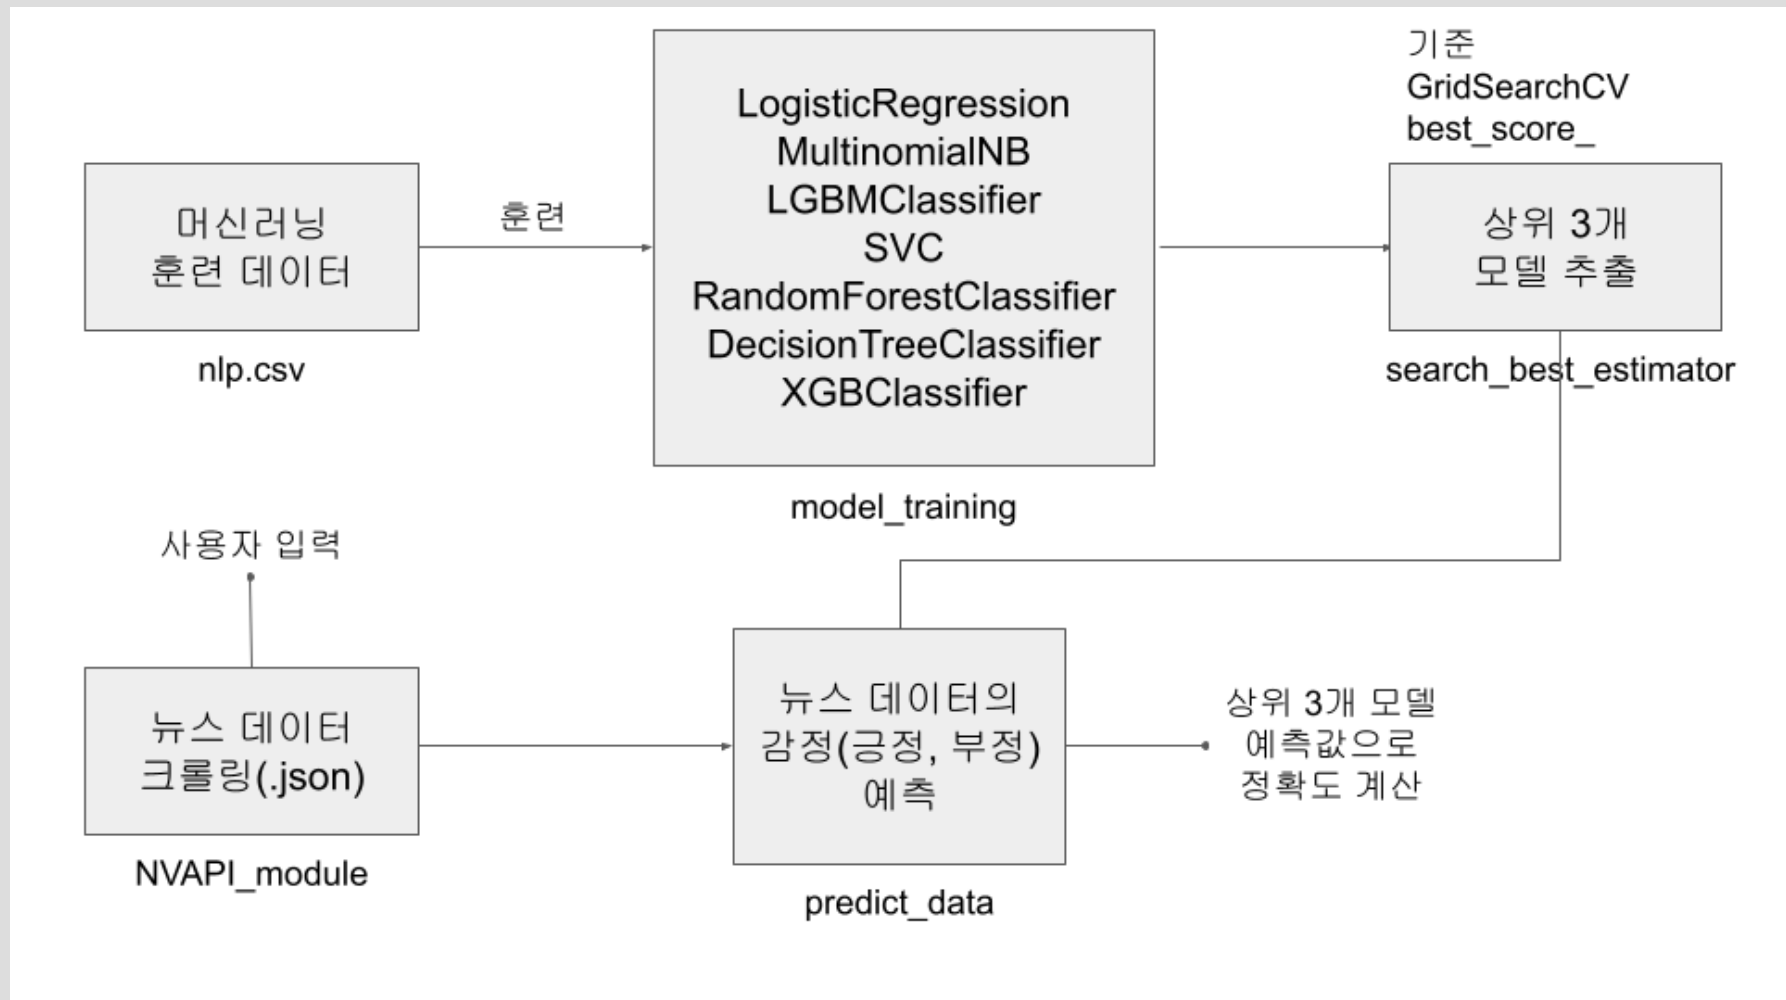 머신러닝
훈련 데이터
nlp.csv
훈련
LogisticRegression
MultinomialNB
LGBMClassifier
SVC
RandomForestClassifier
DecisionTreeClassifier
XGBClassifier
model_training
기준
GridSearchCV
best_score_
상위 3개
모델 추출
search_best_estimator
사용자 입력
뉴스 데이터
크롤링(.json)
NVAPI_module
뉴스 데이터의
감정(긍정, 부정)
예측
predict_data
상위 3개 모델
예측값으로
정확도 계산